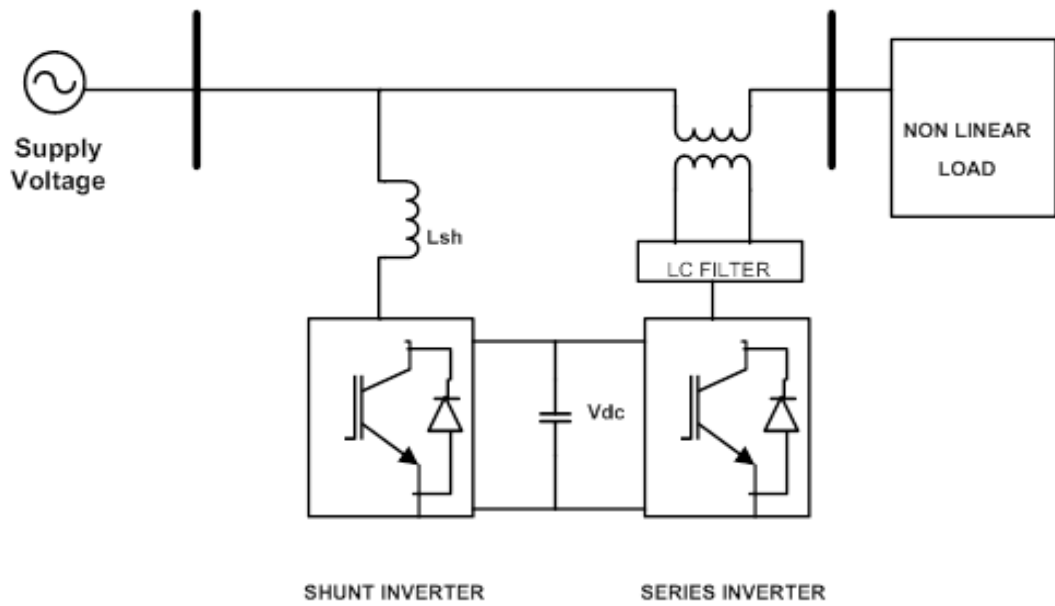 Supply
Voltage
NON LINEAR
LOAD
Lsh
LC FILTER
Vdc
SHUNT INVERTER
SERIES INVERTER